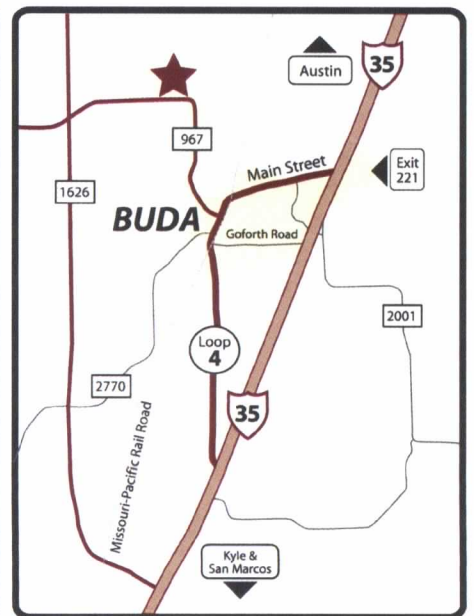 Austin
35
967
Main Street
Exit
221
1626
BUDA
Goforth Road
2001
Loop
4
2770
35
Missouri-Pacific Rail Road
Kyle &
San Marcos